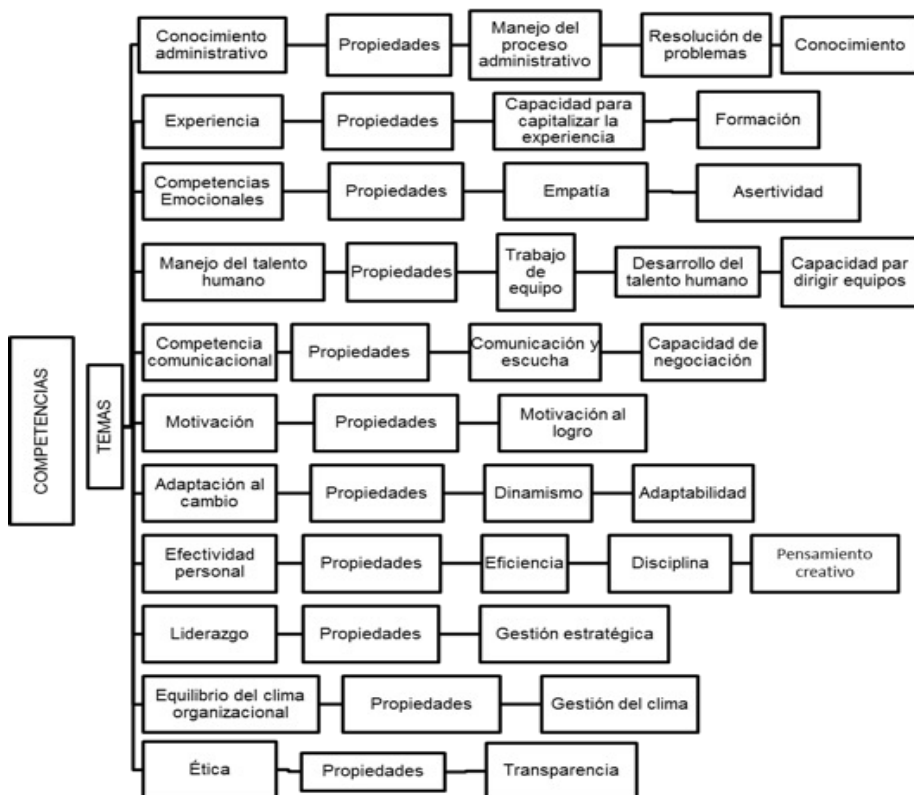 COMPETENCIAS
TEMAS
Conocimiento
administrativo
Propiedades
Manejo del
proceso
administrativo
Resolución de
problemas
Conocimiento
Experiencia
Propiedades
Capacidad para
capitalizar la
experiencia
Formación
Competencias
Emocionales
Propiedades
Empatía
Asertividad
Manejo del talento
humano
Propiedades
Trabajo
de
equipo
Desarrollo del
talento humano
Capacidad par
dirigir equipos
Competencia
comunicacional
Propiedades
Comunicación y
escucha
Capacidad de
negociación
Motivación
Propiedades
Motivación al
logro
Adaptación al
cambio
Propiedades
Dinamismo
Adaptabilidad
Efectividad
personal
Propiedades
Eficiencia
Disciplina
Pensamiento
creativo
Liderazgo
Propiedades
Gestión estratégica
Equilibrio del clima
organizacional
Propiedades
Gestión del clima
Ética
Propiedades
Transparencia